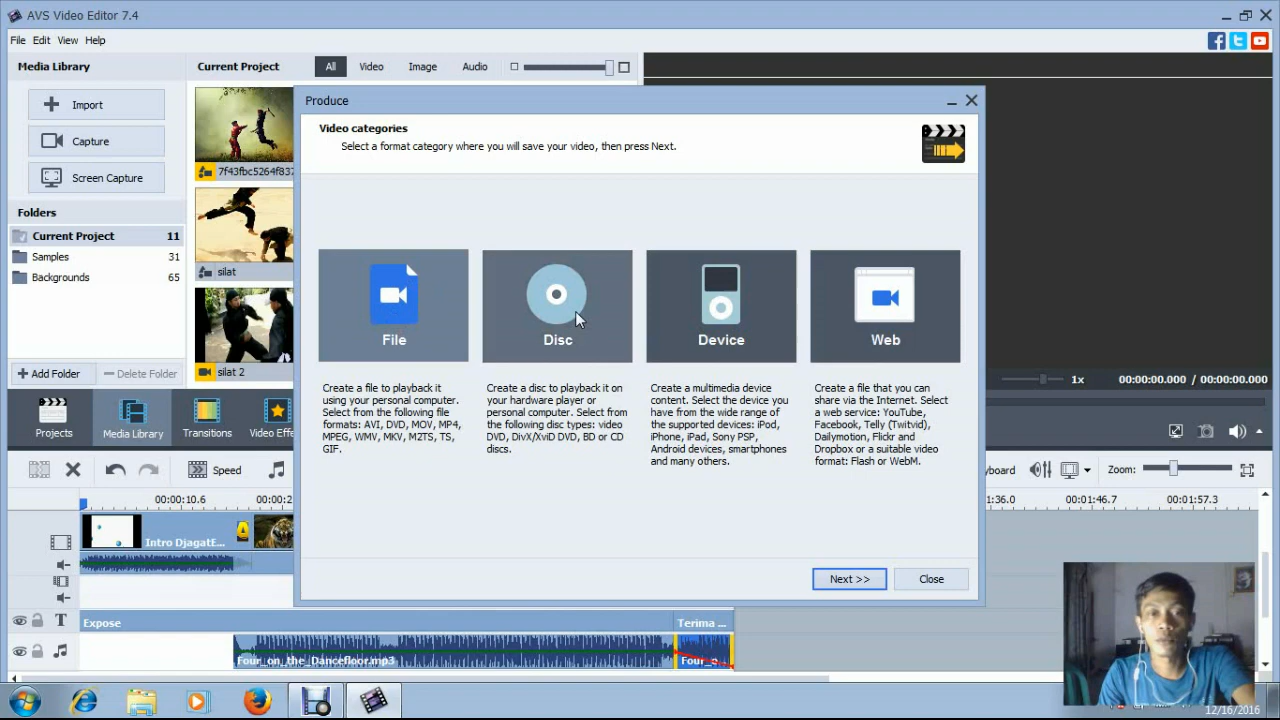 AVS Video Editor 7.4
File Edit View Help
Media Library
Current Project
All
Video
Image
Audio
Import
Capture
Screen Capture
Folders
Current Project 11
Samples 31
Backgrounds 65
Add Folder
Delete Folder
silat
silat 2
Produce
Video categories
Select a format category where you will save your video, then press Next.
File
Disc
Device
Web
Create a file to playback it
using your personal computer.
Select from the following file
formats: AVI, DVD, MOV, MP4,
MPEG, WMV, MKV, M2TS, TS,
GIF.
Create a disc to playback it on
your hardware player or
personal computer. Select from
the following disc types: video
DVD, DivX/XviD DVD, BD or CD
discs.
Create a multimedia device
content. Select the device you
have from the wide range of
the supported devices: iPod,
iPhone, iPad, Sony PSP,
Android devices, smartphones
and many others.
Create a file that you can
share via the Internet. Select
a web service: YouTube,
Facebook, Telly (Twitvid),
Dailymotion, Flickr and
Dropbox or a suitable video
format: Flash or WebM.
Next >>
Close
1x
00:00:00.000 / 00:00:00.000
Projects
Media Library
Transitions
Video Effe
Speed
Zoom:
00:00:10.6
00:01:46.7
00:01:57.3
Intro DjagatE...
T
Expose
Terima ...
Four_on_the_Dancefloor.mp3
12/16/2016